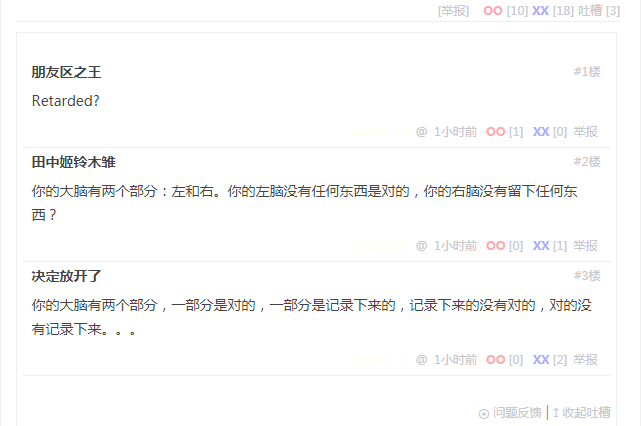 [举报] OO [10] XX [18] 吐槽 [3]
朋友区之王 #1楼
Retarded?
@ 1小时前 OO [1] XX [0] 举报
田中姬铃木雏 #2楼
你的大脑有两个部分：左和右。你的左脑没有任何东西是对的，你的右脑没有留下任何东
西？
@ 1小时前 OO [0] XX [1] 举报
决定放开了 #3楼
你的大脑有两个部分，一部分是对的，一部分是记录下来的，记录下来的没有对的，对的没
有记录下来。。。
@ 1小时前 OO [0] XX [2] 举报
问题反馈 | ↥ 收起吐槽